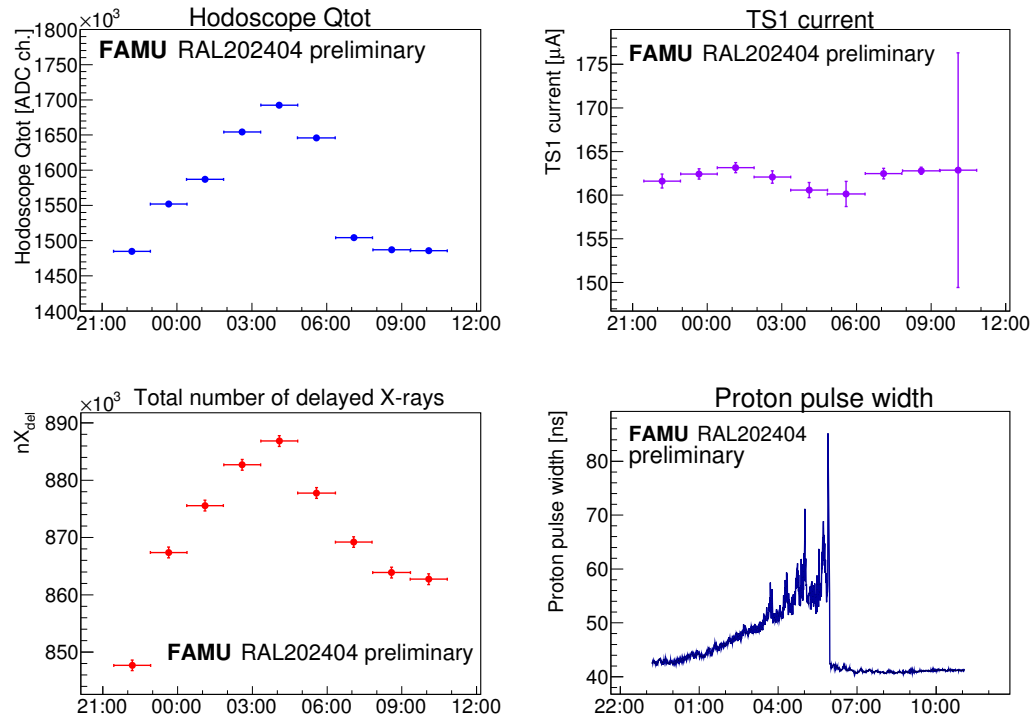 Hodoscope Qtot
×10³
Hodoscope Qtot [ADC ch.]
FAMU RAL202404 preliminary
1800
1750
1700
1650
1600
1550
1500
1450
1400
21:00 00:00 03:00 06:00 09:00 12:00
TS1 current
TS1 current [μA]
FAMU RAL202404 preliminary
175
170
165
160
155
150
21:00 00:00 03:00 06:00 09:00 12:00
Total number of delayed X-rays
×10³
nX_del
890
880
870
860
850
FAMU RAL202404 preliminary
21:00 00:00 03:00 06:00 09:00 12:00
Proton pulse width
Proton pulse width [ns]
FAMU RAL202404
preliminary
80
70
60
50
40
22:00 01:00 04:00 07:00 10:00